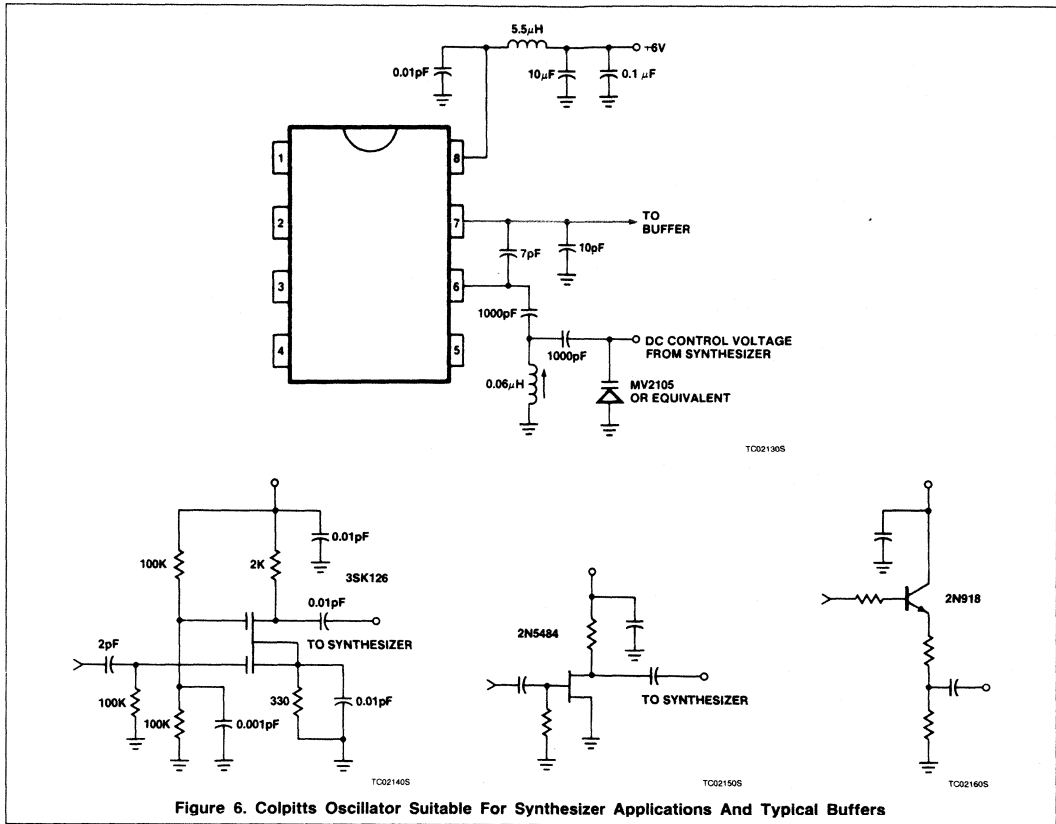 5.5μH
+6V
0.01pF
10μF
0.1 μF
1
8
2
7
TO
BUFFER
7pF
10pF
3
6
1000pF
4
5
1000pF
DC CONTROL VOLTAGE
FROM SYNTHESIZER
0.06μH
MV2105
OR EQUIVALENT
TC02130S
0.01pF
100K
2K
3SK126
0.01pF
TO SYNTHESIZER
2pF
100K
100K
0.001pF
330
0.01pF
TC02140S
2N5484
TO SYNTHESIZER
TC02150S
2N918
TC02160S
Figure 6. Colpitts Oscillator Suitable For Synthesizer Applications And Typical Buffers